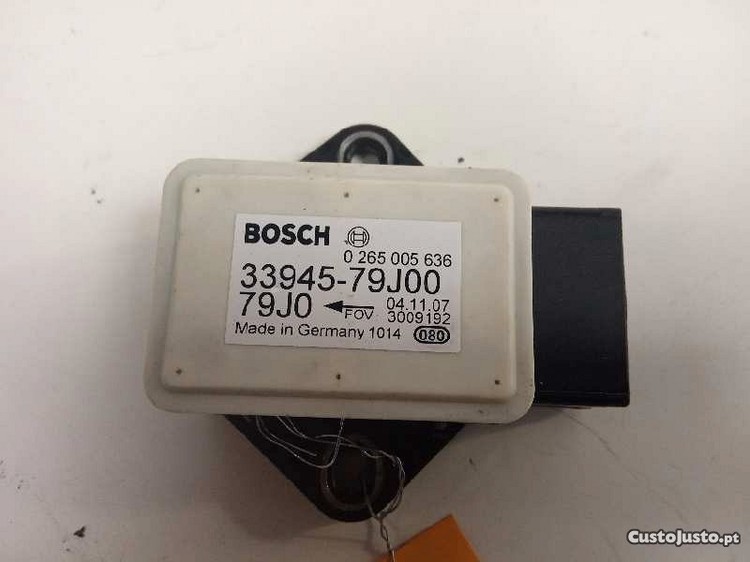 BOSCH
0 265 005 636
33945-79J00
79J0 FOV 04.11.07
3009192
Made in Germany 1014 080
CustoJusto.pt